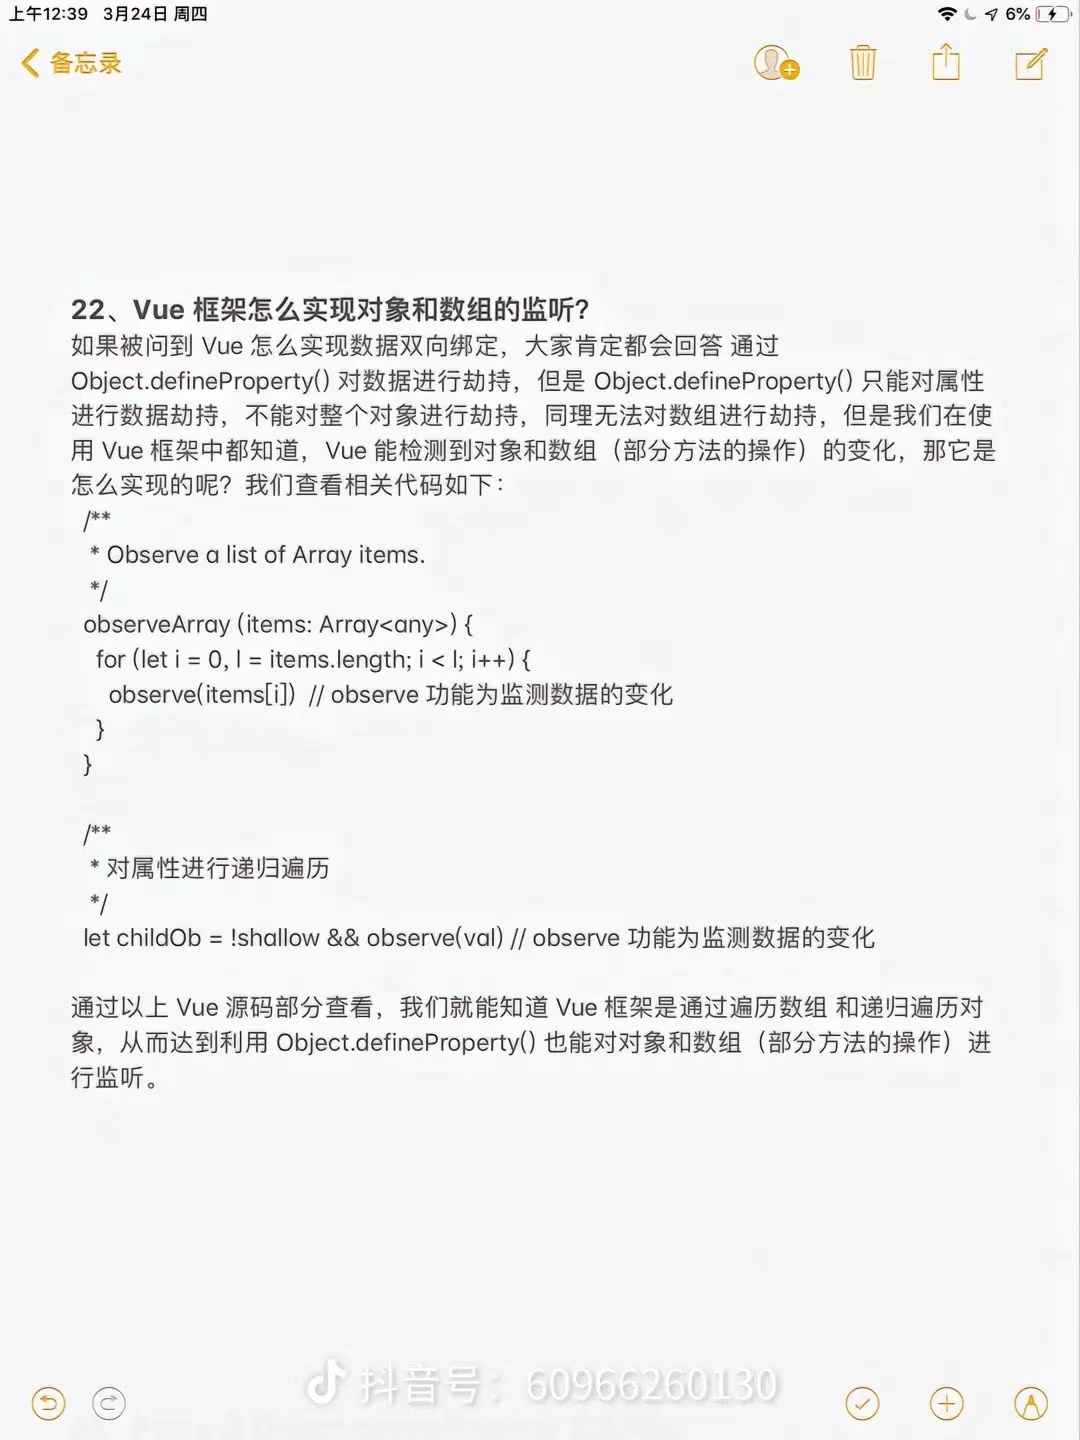 上午12:39 3月24日 周四
6%
备忘录
22、Vue 框架怎么实现对象和数组的监听？
如果被问到 Vue 怎么实现数据双向绑定，大家肯定都会回答 通过
Object.defineProperty() 对数据进行劫持，但是 Object.defineProperty() 只能对属性
进行数据劫持，不能对整个对象进行劫持，同理无法对数组进行劫持，但是我们在使
用 Vue 框架中都知道，Vue 能检测到对象和数组（部分方法的操作）的变化，那它是
怎么实现的呢？我们查看相关代码如下：
/**
* Observe a list of Array items.
*/
observeArray (items: Array<any>) {
for (let i = 0, l = items.length; i < l; i++) {
observe(items[i]) // observe 功能为监测数据的变化
}
}
/**
* 对属性进行递归遍历
*/
let childOb = !shallow && observe(val) // observe 功能为监测数据的变化
通过以上 Vue 源码部分查看，我们就能知道 Vue 框架是通过遍历数组 和递归遍历对
象，从而达到利用 Object.defineProperty() 也能对对象和数组（部分方法的操作）进
行监听。
抖音号：60966260130